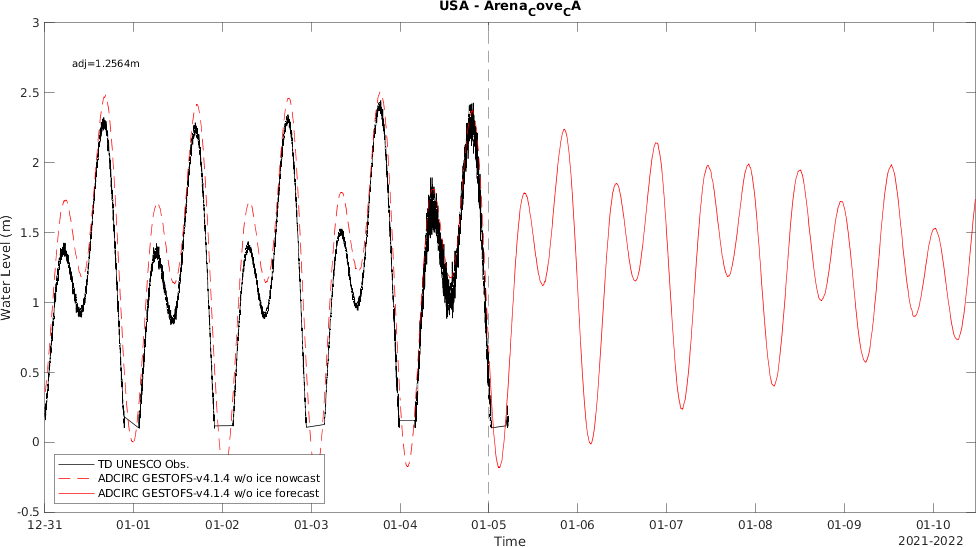 USA - ArenaCoveCA
adj=1.2564m
3
2.5
2
1.5
1
0.5
0
-0.5
Water Level (m)
TD UNESCO Obs.
ADCIRC GESTOFS-v4.1.4 w/o ice nowcast
ADCIRC GESTOFS-v4.1.4 w/o ice forecast
12-31 01-01 01-02 01-03 01-04 01-05 01-06 01-07 01-08 01-09 01-10
Time
2021-2022